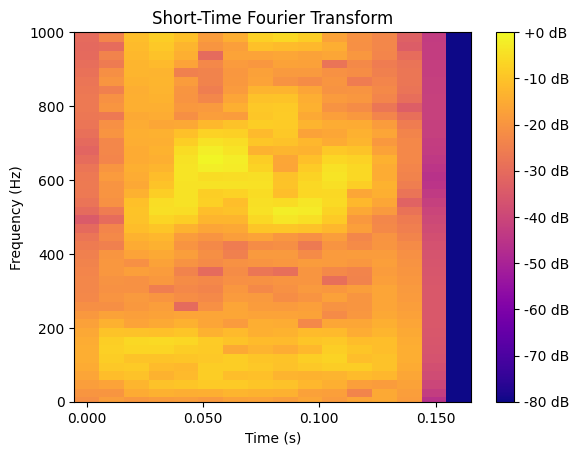 Short-Time Fourier Transform
1000
800
600
400
200
0
Frequency (Hz)
0.000
0.050
0.100
0.150
Time (s)
+0 dB
-10 dB
-20 dB
-30 dB
-40 dB
-50 dB
-60 dB
-70 dB
-80 dB